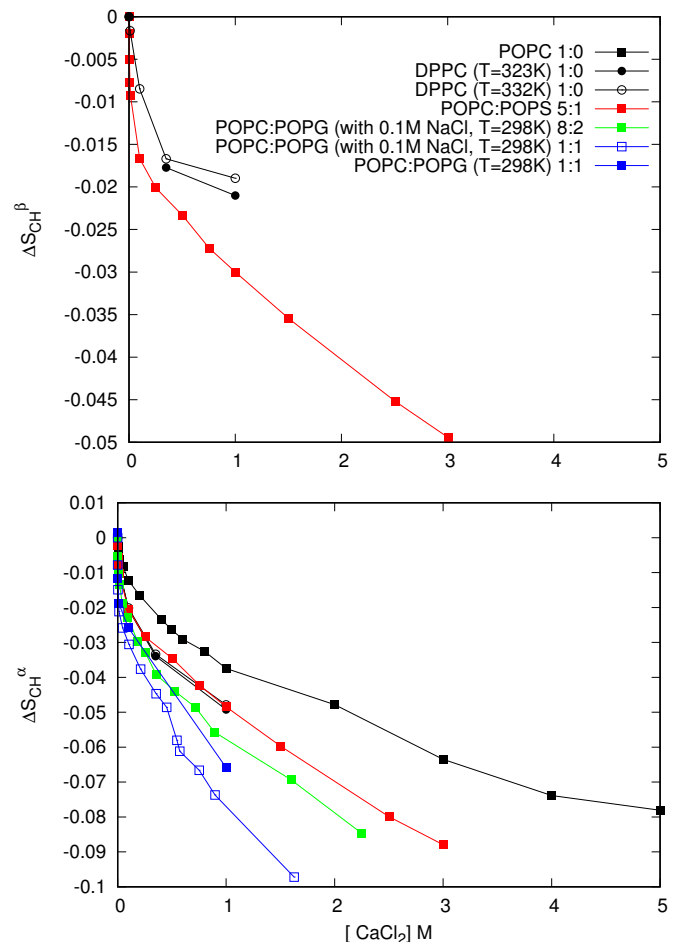 0
-0.005
-0.01
-0.015
-0.02
-0.025
-0.03
-0.035
-0.04
-0.045
-0.05
ΔS_CH^β
POPC 1:0
DPPC (T=323K) 1:0
DPPC (T=332K) 1:0
POPC:POPS 5:1
POPC:POPG (with 0.1M NaCl, T=298K) 8:2
POPC:POPG (with 0.1M NaCl, T=298K) 1:1
POPC:POPG (T=298K) 1:1
0 1 2 3 4 5
0.01
0
-0.01
-0.02
-0.03
-0.04
-0.05
-0.06
-0.07
-0.08
-0.09
-0.1
ΔS_CH^α
0 1 2 3 4 5
[ CaCl₂] M